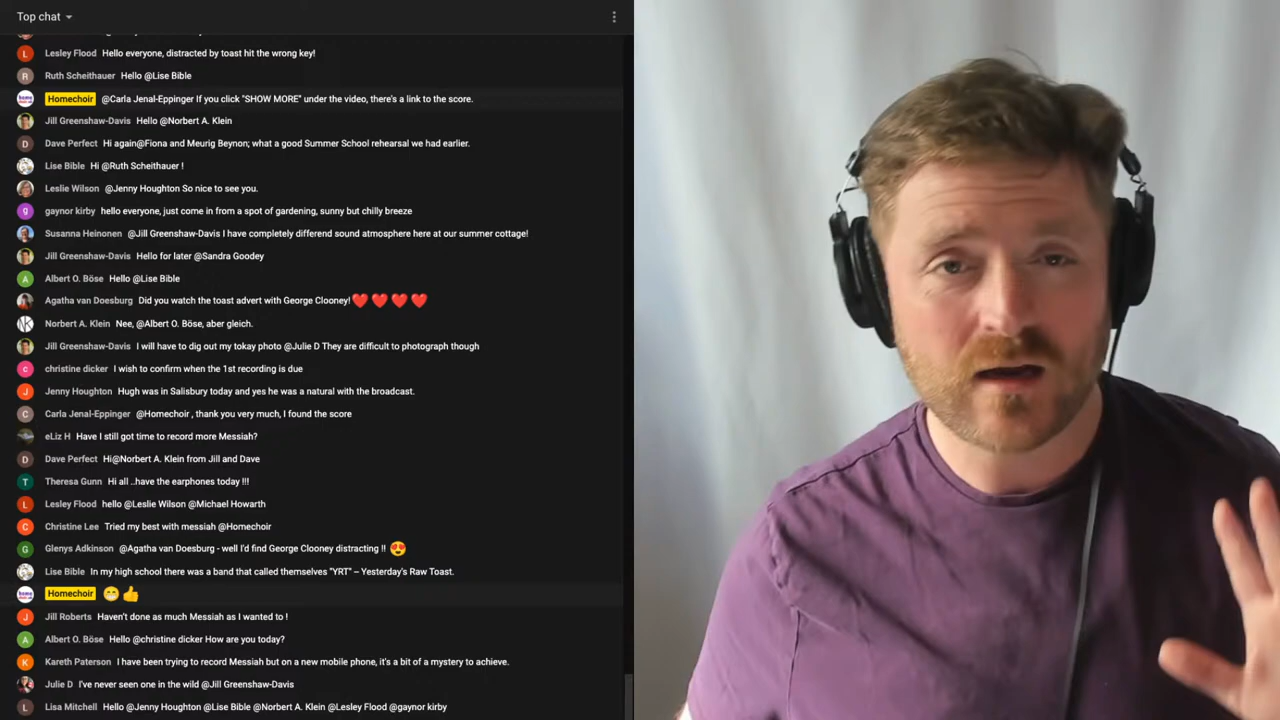 Top chat
L Lesley Flood Hello everyone, distracted by toast hit the wrong key!
R Ruth Scheithauer Hello @Lise Bible
Homechoir @Carla Jenal-Eppinger If you click "SHOW MORE" under the video, there's a link to the score.
Jill Greenshaw-Davis Hello @Norbert A. Klein
D Dave Perfect Hi again@Fiona and Meurig Beynon; what a good Summer School rehearsal we had earlier.
Lise Bible Hi @Ruth Scheithauer !
Leslie Wilson @Jenny Houghton So nice to see you.
g gaynor kirby hello everyone, just come in from a spot of gardening, sunny but chilly breeze
Susanna Heinonen @Jill Greenshaw-Davis I have completely differend sound atmosphere here at our summer cottage!
Jill Greenshaw-Davis Hello for later @Sandra Goodey
A Albert O. Böse Hello @Lise Bible
Agatha van Doesburg Did you watch the toast advert with George Clooney!❤️❤️❤️❤️
NK Norbert A. Klein Nee, @Albert O. Böse, aber gleich.
Jill Greenshaw-Davis I will have to dig out my tokay photo @Julie D They are difficult to photograph though
c christine dicker I wish to confirm when the 1st recording is due
J Jenny Houghton Hugh was in Salisbury today and yes he was a natural with the broadcast.
C Carla Jenal-Eppinger @Homechoir , thank you very much, I found the score
eLiz H Have I still got time to record more Messiah?
D Dave Perfect Hi@Norbert A. Klein from Jill and Dave
T Theresa Gunn Hi all ..have the earphones today !!!
L Lesley Flood hello @Leslie Wilson @Michael Howarth
C Christine Lee Tried my best with messiah @Homechoir
G Glenys Adkinson @Agatha van Doesburg - well I'd find George Clooney distracting !! 😍
Lise Bible In my high school there was a band that called themselves "YRT" – Yesterday's Raw Toast.
Homechoir 😁👍
J Jill Roberts Haven't done as much Messiah as I wanted to !
A Albert O. Böse Hello @christine dicker How are you today?
K Kareth Paterson I have been trying to record Messiah but on a new mobile phone, it's a bit of a mystery to achieve.
Julie D I've never seen one in the wild @Jill Greenshaw-Davis
L Lisa Mitchell Hello @Jenny Houghton @Lise Bible @Norbert A. Klein @Lesley Flood @gaynor kirby